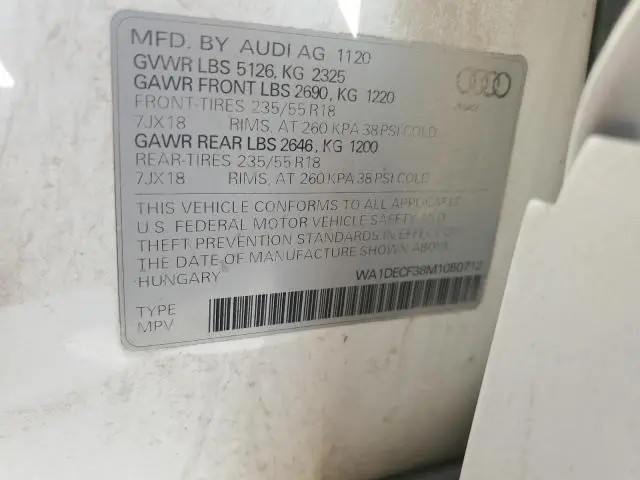 MFD. BY AUDI AG 1120
GVWR LBS 5126, KG 2325
GAWR FRONT LBS 2690, KG 1220
FRONT-TIRES 235/55 R18
7JX18 RIMS, AT 260 KPA 38 PSI COLD
GAWR REAR LBS 2646, KG 1200
REAR-TIRES 235/55 R18
7JX18 RIMS, AT 260 KPA 38 PSI COLD
THIS VEHICLE CONFORMS TO ALL APPLICABLE
U.S. FEDERAL MOTOR VEHICLE SAFETY AND
THEFT PREVENTION STANDARDS IN EFFECT ON
THE DATE OF MANUFACTURE SHOWN ABOVE.
HUNGARY WA1DECF38M1080712
TYPE
MPV